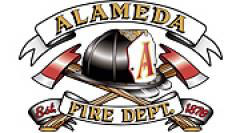 ALAMEDA
A
Est. 1876
FIRE DEPT.